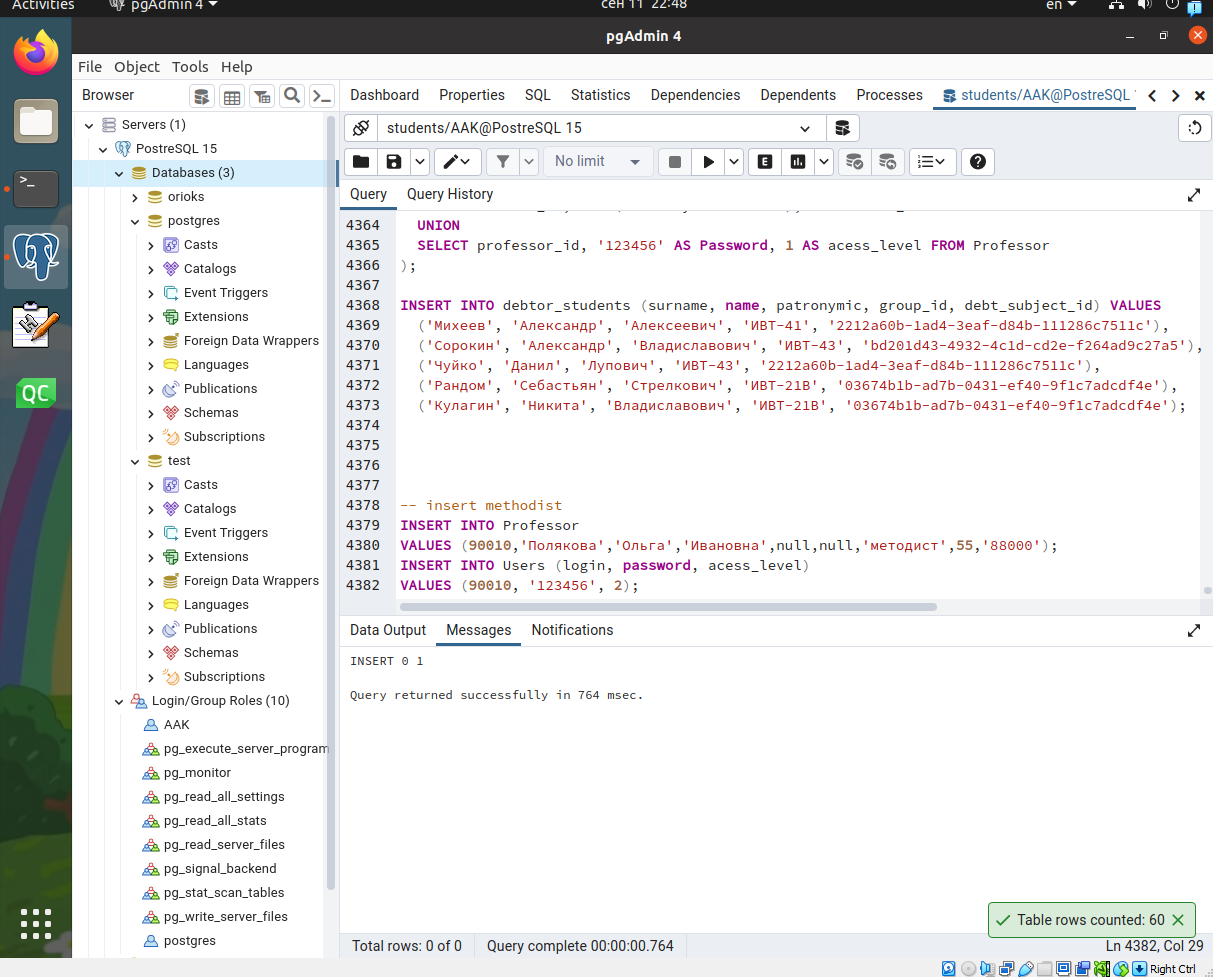 Activities
pgAdmin 4
сен 11 22:48
en
pgAdmin 4
File Object Tools Help
Browser
Dashboard Properties SQL Statistics Dependencies Dependents Processes students/AAK@PostreSQL
Servers (1)
PostreSQL 15
Databases (3)
orioks
postgres
Casts
Catalogs
Event Triggers
Extensions
Foreign Data Wrappers
Languages
Publications
Schemas
Subscriptions
test
Casts
Catalogs
Event Triggers
Extensions
Foreign Data Wrappers
Languages
Publications
Schemas
Subscriptions
Login/Group Roles (10)
AAK
pg_execute_server_program
pg_monitor
pg_read_all_settings
pg_read_all_stats
pg_read_server_files
pg_signal_backend
pg_stat_scan_tables
pg_write_server_files
postgres
students/AAK@PostreSQL 15
No limit
E
Query Query History
4364 UNION
4365 SELECT professor_id, '123456' AS Password, 1 AS acess_level FROM Professor
4366 );
4367
4368 INSERT INTO debtor_students (surname, name, patronymic, group_id, debt_subject_id) VALUES
4369 ('Михеев', 'Александр', 'Алексеевич', 'ИВТ-41', '2212a60b-1ad4-3eaf-d84b-111286c7511c'),
4370 ('Сорокин', 'Александр', 'Владиславович', 'ИВТ-43', 'bd201d43-4932-4c1d-cd2e-f264ad9c27a5'),
4371 ('Чуйко', 'Данил', 'Лупович', 'ИВТ-43', '2212a60b-1ad4-3eaf-d84b-111286c7511c'),
4372 ('Рандом', 'Себастьян', 'Стрелкович', 'ИВТ-21В', '03674b1b-ad7b-0431-ef40-9f1c7adcdf4e'),
4373 ('Кулагин', 'Никита', 'Владиславович', 'ИВТ-21В', '03674b1b-ad7b-0431-ef40-9f1c7adcdf4e');
4374
4375
4376
4377
4378 -- insert methodist
4379 INSERT INTO Professor
4380 VALUES (90010,'Полякова','Ольга','Ивановна',null,null,'методист',55,'88000');
4381 INSERT INTO Users (login, password, acess_level)
4382 VALUES (90010, '123456', 2);
Data Output Messages Notifications
INSERT 0 1
Query returned successfully in 764 msec.
Table rows counted: 60
Total rows: 0 of 0 Query complete 00:00:00.764 Ln 4382, Col 29
QC
Right Ctrl